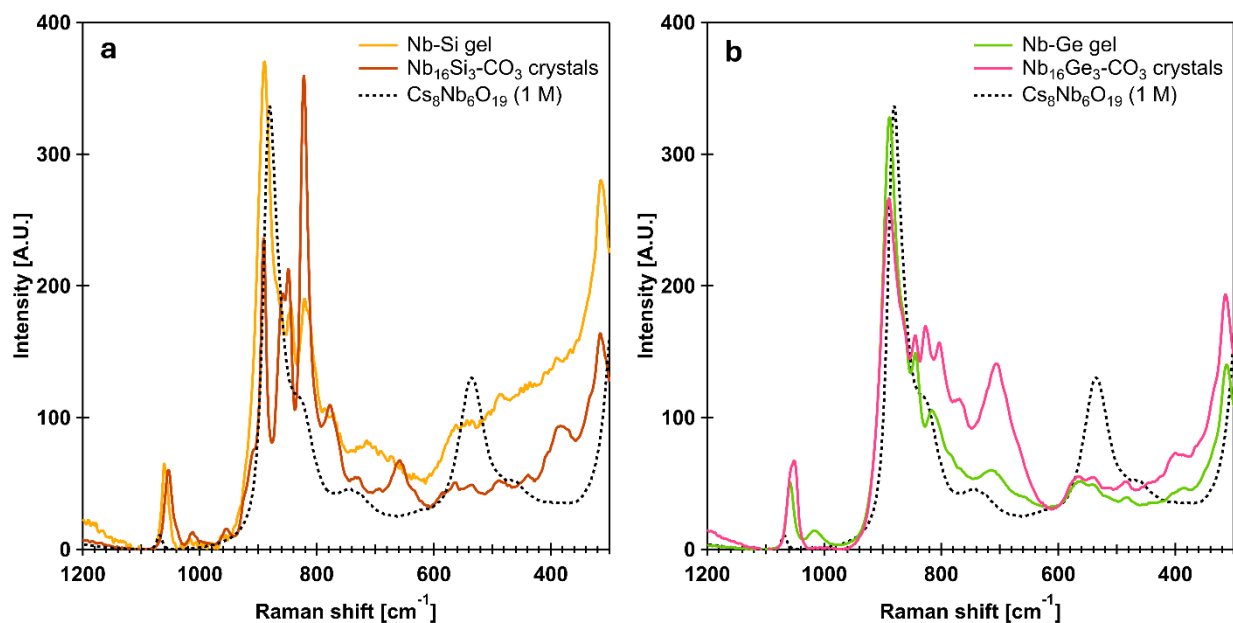 a
Nb-Si gel
Nb₁₆Si₃-CO₃ crystals
Cs₈Nb₆O₁₉ (1 M)
400
300
200
100
0
Intensity [A.U.]
1200 1000 800 600 400
Raman shift [cm⁻¹]
b
Nb-Ge gel
Nb₁₆Ge₃-CO₃ crystals
Cs₈Nb₆O₁₉ (1 M)
400
300
200
100
0
Intensity [A.U.]
1200 1000 800 600 400
Raman shift [cm⁻¹]